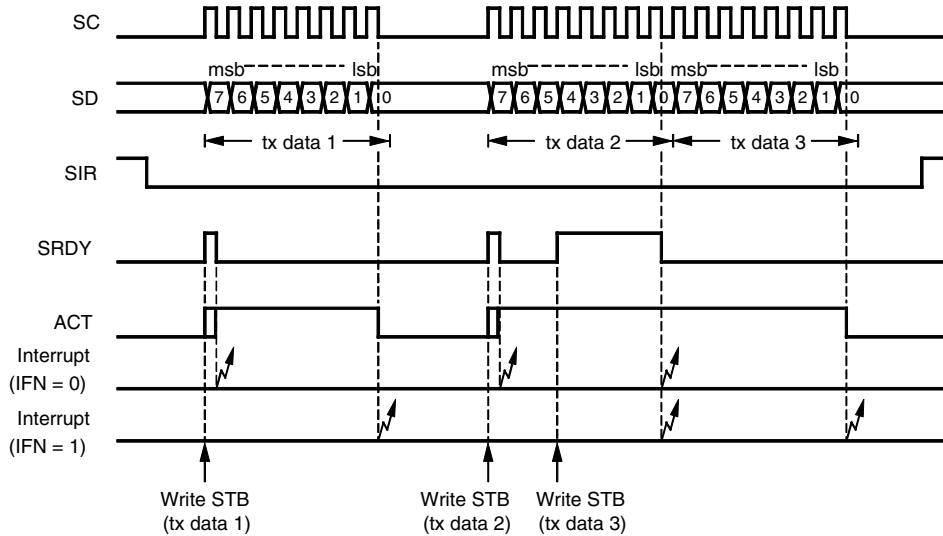 SC
msb lsb msb lsb msb lsb
SD 7 6 5 4 3 2 1 0 7 6 5 4 3 2 1 0 7 6 5 4 3 2 1 0
tx data 1 tx data 2 tx data 3
SIR
SRDY
ACT
Interrupt
(IFN = 0)
Interrupt
(IFN = 1)
Write STB
(tx data 1)
Write STB
(tx data 2)
Write STB
(tx data 3)